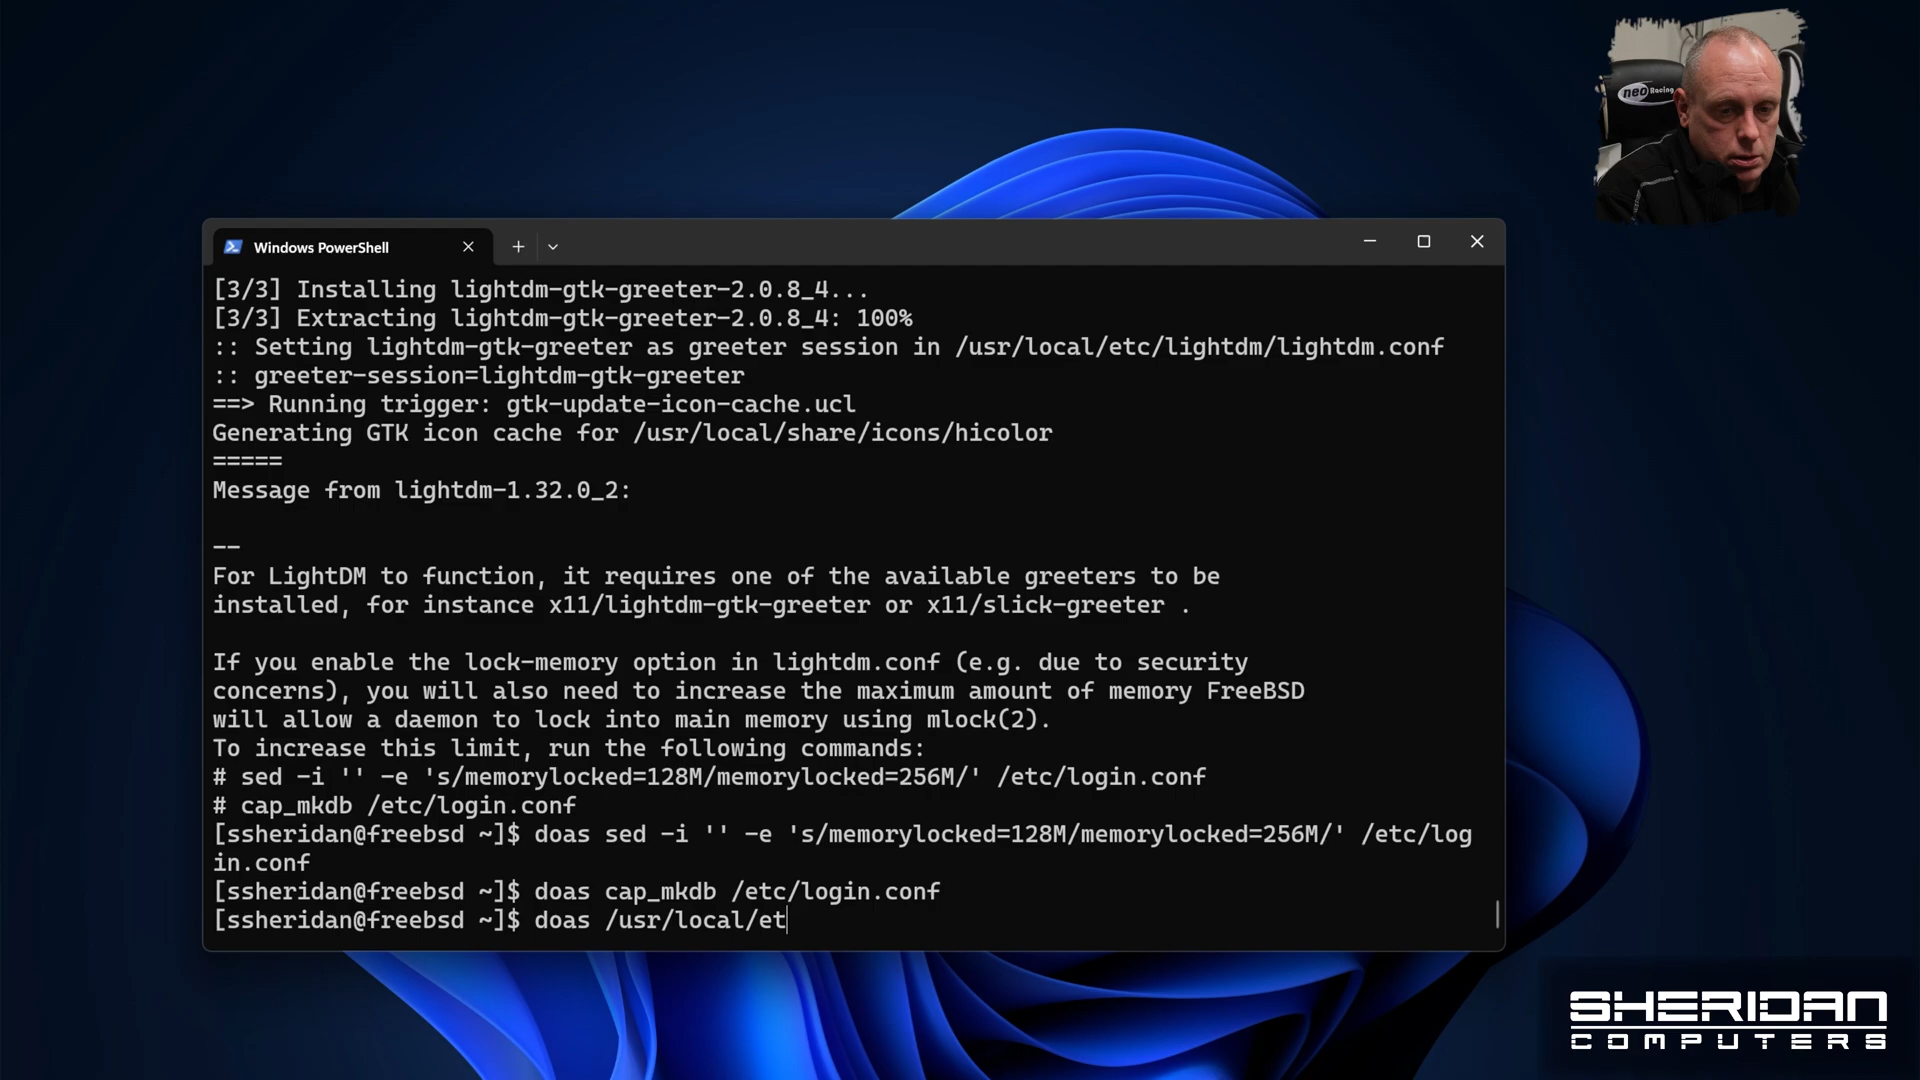 neo Racing
Windows PowerShell
[3/3] Installing lightdm-gtk-greeter-2.0.8_4...
[3/3] Extracting lightdm-gtk-greeter-2.0.8_4: 100%
:: Setting lightdm-gtk-greeter as greeter session in /usr/local/etc/lightdm/lightdm.conf
:: greeter-session=lightdm-gtk-greeter
==> Running trigger: gtk-update-icon-cache.ucl
Generating GTK icon cache for /usr/local/share/icons/hicolor
=====
Message from lightdm-1.32.0_2:
--
For LightDM to function, it requires one of the available greeters to be
installed, for instance x11/lightdm-gtk-greeter or x11/slick-greeter .
If you enable the lock-memory option in lightdm.conf (e.g. due to security
concerns), you will also need to increase the maximum amount of memory FreeBSD
will allow a daemon to lock into main memory using mlock(2).
To increase this limit, run the following commands:
# sed -i '' -e 's/memorylocked=128M/memorylocked=256M/' /etc/login.conf
# cap_mkdb /etc/login.conf
[ssheridan@freebsd ~]$ doas sed -i '' -e 's/memorylocked=128M/memorylocked=256M/' /etc/log
in.conf
[ssheridan@freebsd ~]$ doas cap_mkdb /etc/login.conf
[ssheridan@freebsd ~]$ doas /usr/local/et
SHERIDAN
COMPUTERS